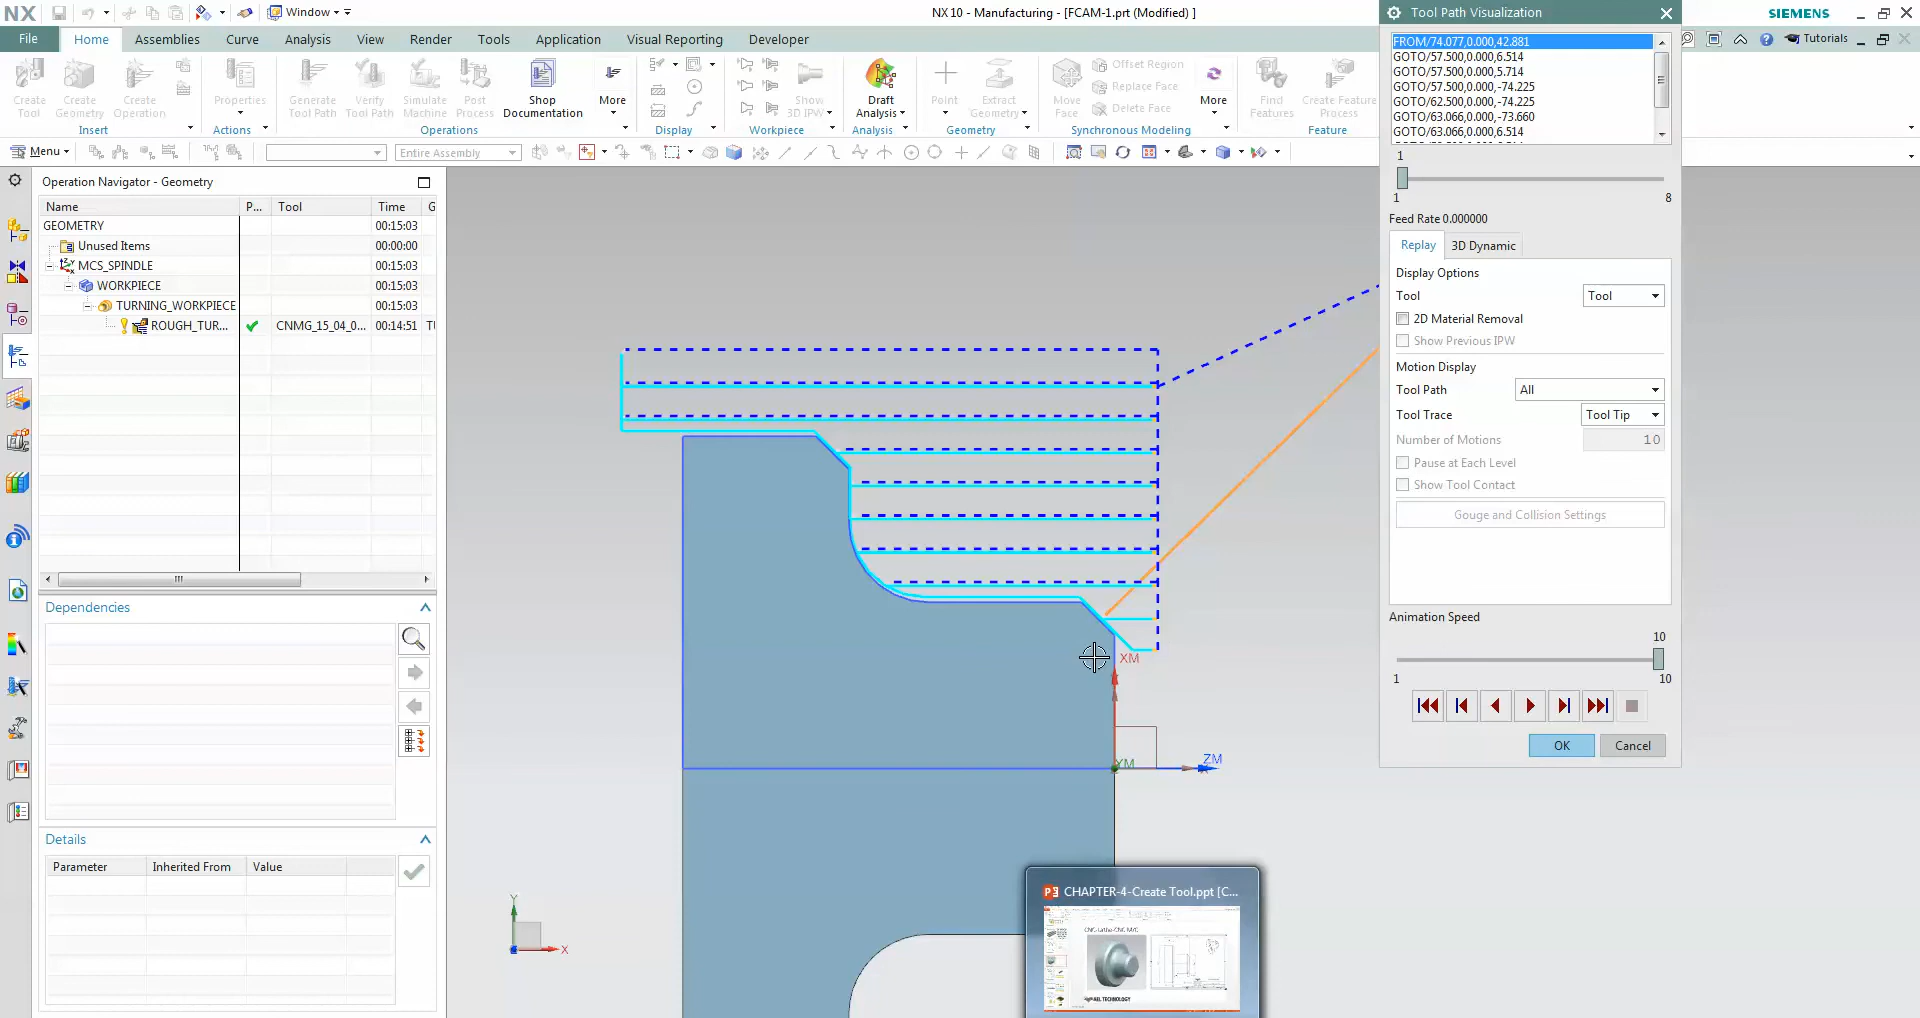 NX
Window
NX 10 - Manufacturing - [FCAM-1.prt (Modified) ]
SIEMENS
File
Home
Assemblies
Curve
Analysis
View
Render
Tools
Application
Visual Reporting
Developer
Tutorials
Create Tool
Create Geometry
Create Operation
Insert
Properties
Actions
Generate Tool Path
Verify Tool Path
Simulate Machine
Post Process
Shop Documentation
More
Operations
Display
Show 3D IPW
Workpiece
Draft Analysis
Analysis
Point
Extract Geometry
Geometry
Move Face
Offset Region
Replace Face
Delete Face
More
Synchronous Modeling
Find Features
Create Feature Process
Feature
Menu
Entire Assembly
Operation Navigator - Geometry
Name P... Tool Time G
GEOMETRY 00:15:03
Unused Items 00:00:00
MCS_SPINDLE 00:15:03
WORKPIECE 00:15:03
TURNING_WORKPIECE 00:15:03
ROUGH_TUR... CNMG_15_04_0... 00:14:51
Dependencies
Details
Parameter Inherited From Value
XM
YM
ZM
Y
X
CHAPTER-4-Create Tool.ppt [C...
Tool Path Visualization
FROM/74.077,0.000,42.881
GOTO/57.500,0.000,6.514
GOTO/57.500,0.000,5.714
GOTO/57.500,0.000,-74.225
GOTO/62.500,0.000,-74.225
GOTO/63.066,0.000,-73.660
GOTO/63.066,0.000,6.514
1
1 8
Feed Rate 0.000000
Replay
3D Dynamic
Display Options
Tool Tool
2D Material Removal
Show Previous IPW
Motion Display
Tool Path All
Tool Trace Tool Tip
Number of Motions 10
Pause at Each Level
Show Tool Contact
Gouge and Collision Settings
Animation Speed
10
1 10
OK
Cancel